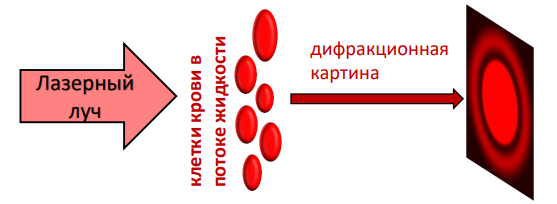 Лазерный
луч
клетки крови в
потоке жидкости
дифракционная
картина